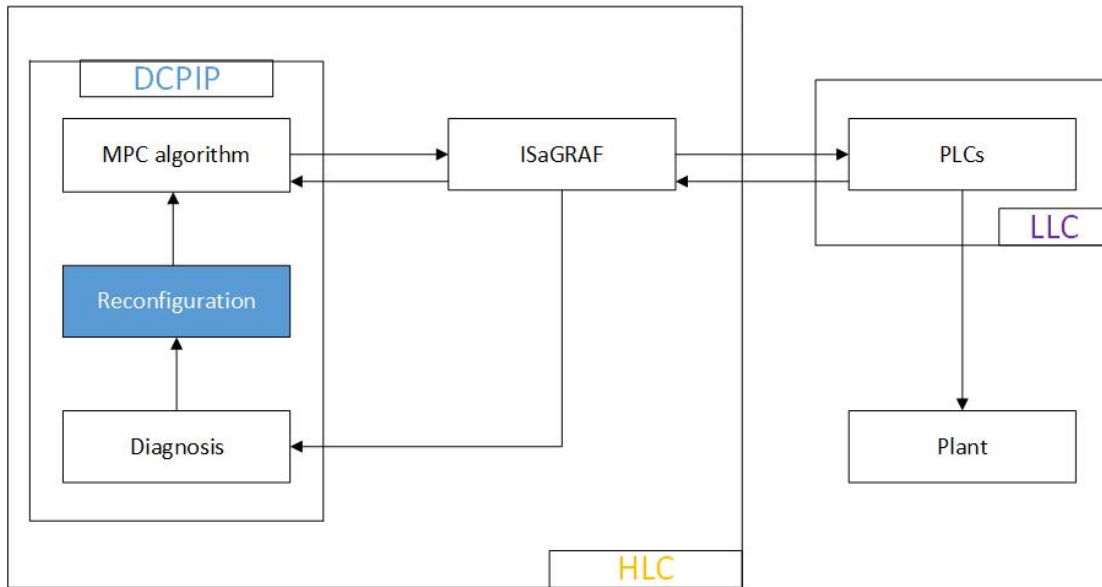 DCPIP
MPC algorithm
ISaGRAF
PLCs
LLC
Reconfiguration
Diagnosis
Plant
HLC